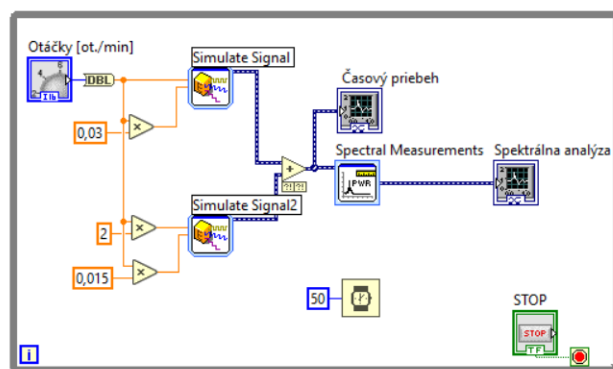 Otáčky [ot./min]
Simulate Signal
DBL
Časový priebeh
0,03
Spectral Measurements
Spektrálna analýza
PWR
Simulate Signal2
2
0,015
50
STOP
STOP
TF
i